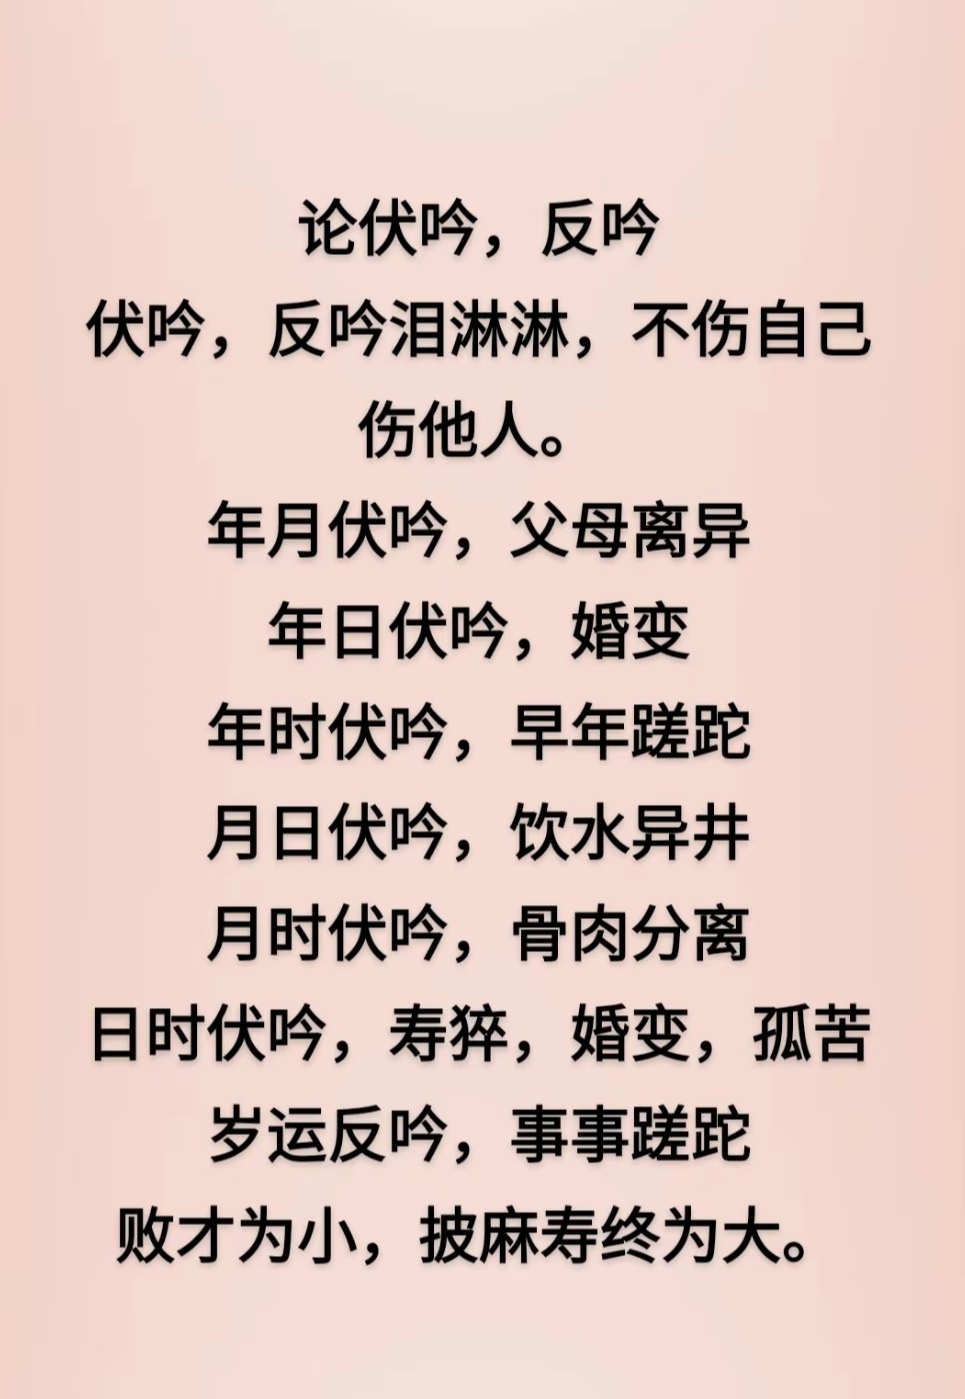 论伏吟，反吟
伏吟，反吟泪淋淋，不伤自己
伤他人。
年月伏吟，父母离异
年日伏吟，婚变
年时伏吟，早年蹉跎
月日伏吟，饮水异井
月时伏吟，骨肉分离
日时伏吟，寿猝，婚变，孤苦
岁运反吟，事事蹉跎
败才为小，披麻寿终为大。